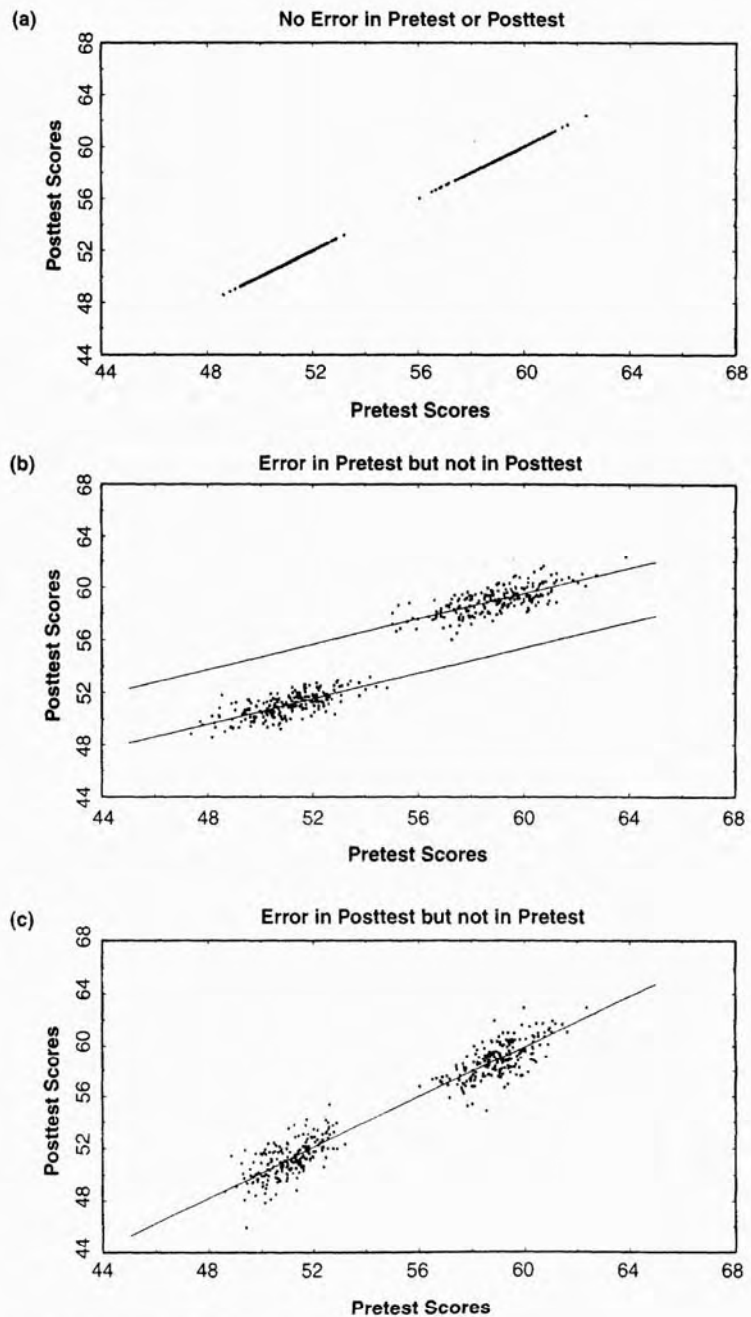 (a)
No Error in Pretest or Posttest
Posttest Scores
68
64
60
56
52
48
44
44 48 52 56 60 64 68
Pretest Scores
(b)
Error in Pretest but not in Posttest
Posttest Scores
68
64
60
56
52
48
44
44 48 52 56 60 64 68
Pretest Scores
(c)
Error in Posttest but not in Pretest
Posttest Scores
68
64
60
56
52
48
44
44 48 52 56 60 64 68
Pretest Scores